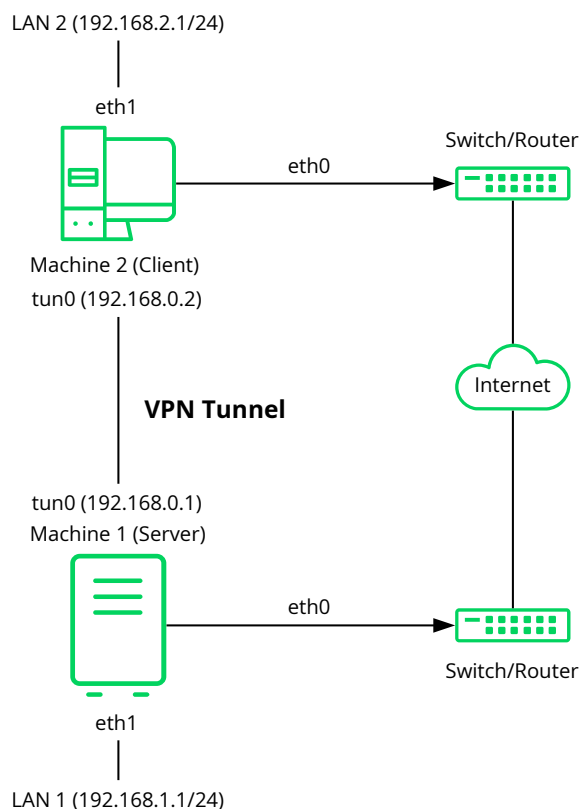 LAN 2 (192.168.2.1/24)
eth1
Switch/Router
eth0
Machine 2 (Client)
tun0 (192.168.0.2)
Internet
VPN Tunnel
tun0 (192.168.0.1)
Machine 1 (Server)
eth0
Switch/Router
eth1
LAN 1 (192.168.1.1/24)